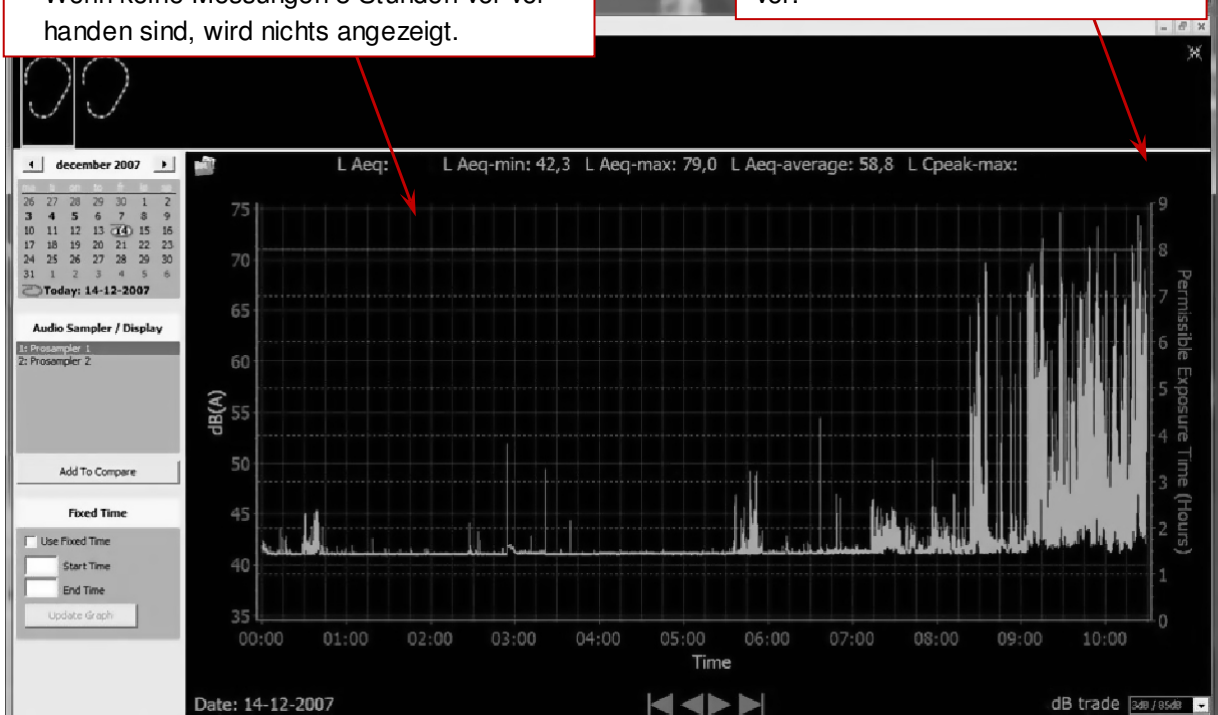 Wenn keine Messungen 8 Stunden vor vor-
handen sind, wird nichts angezeigt.
vor.
december 2007
26 27 28 29 30 1 2
3 4 5 6 7 8 9
10 11 12 13 14 15 16
17 18 19 20 21 22 23
24 25 26 27 28 29 30
31 1 2 3 4 5 6
Today: 14-12-2007
Audio Sampler / Display
1: Prosampler 1
2: Prosampler 2
Add To Compare
Fixed Time
Use Fixed Time
Start Time
End Time
Update Graph
L Aeq: L Aeq-min: 42,3 L Aeq-max: 79,0 L Aeq-average: 58,8 L Cpeak-max:
dB(A)
75
70
65
60
55
50
45
40
35
00:00 01:00 02:00 03:00 04:00 05:00 06:00 07:00 08:00 09:00 10:00
Time
9
8
7
6
5
4
3
2
1
0
Permissible Exposure Time (Hours)
Date: 14-12-2007
dB trade 3dB / 85dB